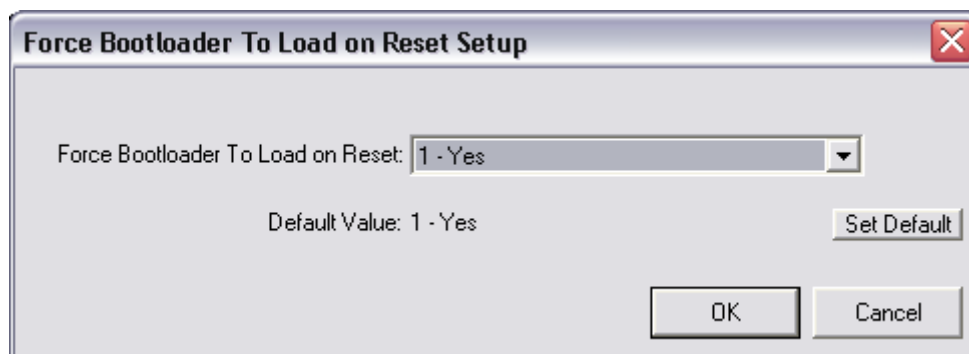 Force Bootloader To Load on Reset Setup
Force Bootloader To Load on Reset: 1 - Yes
Default Value: 1 - Yes
Set Default
OK
Cancel